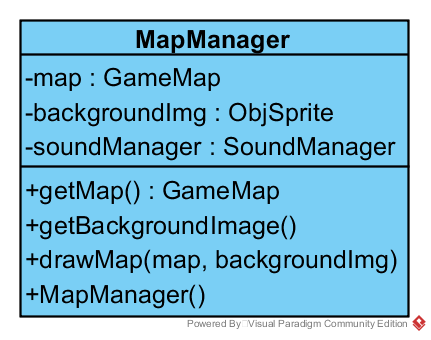 MapManager
-map : GameMap
-backgroundImg : ObjSprite
-soundManager : SoundManager
+getMap() : GameMap
+getBackgroundImage()
+drawMap(map, backgroundImg)
+MapManager()
Powered By Visual Paradigm Community Edition